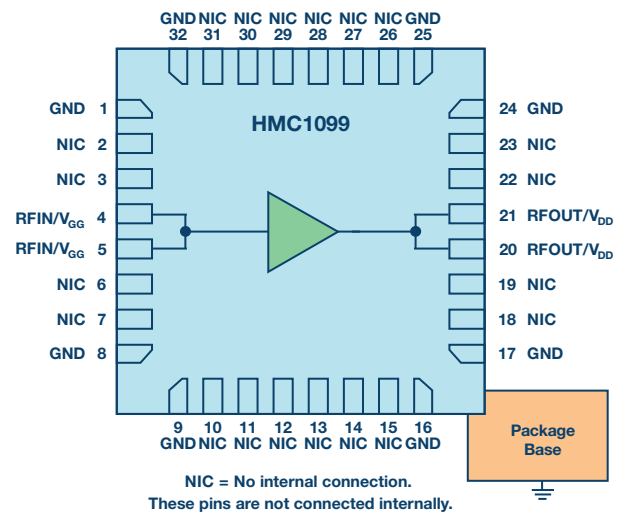 GND NIC NIC NIC NIC NIC NIC GND
32 31 30 29 28 27 26 25
HMC1099
GND 1
NIC 2
NIC 3
RFIN/VGG 4
RFIN/VGG 5
NIC 6
NIC 7
GND 8
24 GND
23 NIC
22 NIC
21 RFOUT/VDD
20 RFOUT/VDD
19 NIC
18 NIC
17 GND
9 10 11 12 13 14 15 16
GND NIC NIC NIC NIC NIC NIC GND
Package
Base
NIC = No internal connection.
These pins are not connected internally.